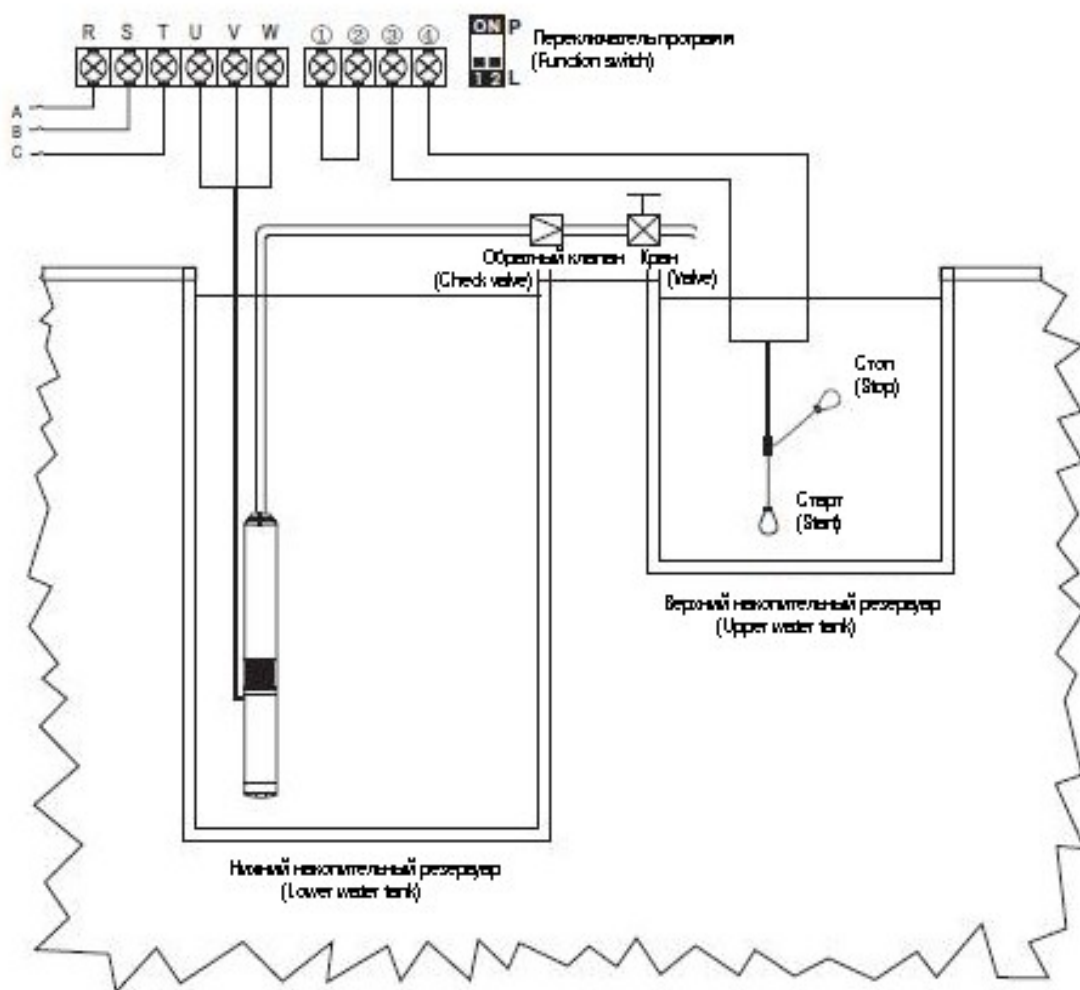 R S T U V W ① ② ③ ④
ON P
1 2 L
Переключатель программ
(Function switch)
A
B
C
Обратный клапан
(Check valve)
Кран
(Valve)
Стоп
(Stop)
Старт
(Start)
Верхний накопительный резервуар
(Upper water tank)
Нижний накопительный резервуар
(Lower water tank)